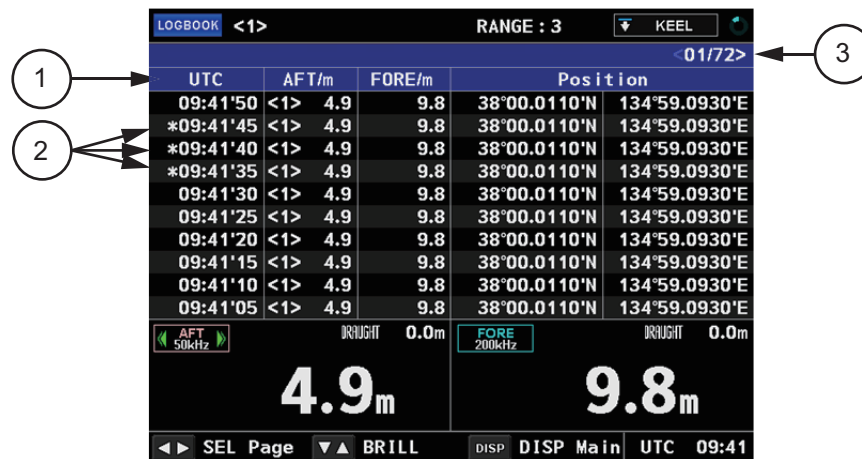 LOGBOOK <1> RANGE : 3 KEEL
<01/72> 3
1 UTC AFT/m FORE/m Position
09:41'50 <1> 4.9 9.8 38°00.0110'N 134°59.0930'E
*09:41'45 <1> 4.9 9.8 38°00.0110'N 134°59.0930'E
2 *09:41'40 <1> 4.9 9.8 38°00.0110'N 134°59.0930'E
*09:41'35 <1> 4.9 9.8 38°00.0110'N 134°59.0930'E
09:41'30 <1> 4.9 9.8 38°00.0110'N 134°59.0930'E
09:41'25 <1> 4.9 9.8 38°00.0110'N 134°59.0930'E
09:41'20 <1> 4.9 9.8 38°00.0110'N 134°59.0930'E
09:41'15 <1> 4.9 9.8 38°00.0110'N 134°59.0930'E
09:41'10 <1> 4.9 9.8 38°00.0110'N 134°59.0930'E
09:41'05 <1> 4.9 9.8 38°00.0110'N 134°59.0930'E
AFT DRAUGHT 0.0m FORE DRAUGHT 0.0m
50kHz 200kHz
4.9m 9.8m
SEL Page BRILL DISP DISP Main UTC 09:41